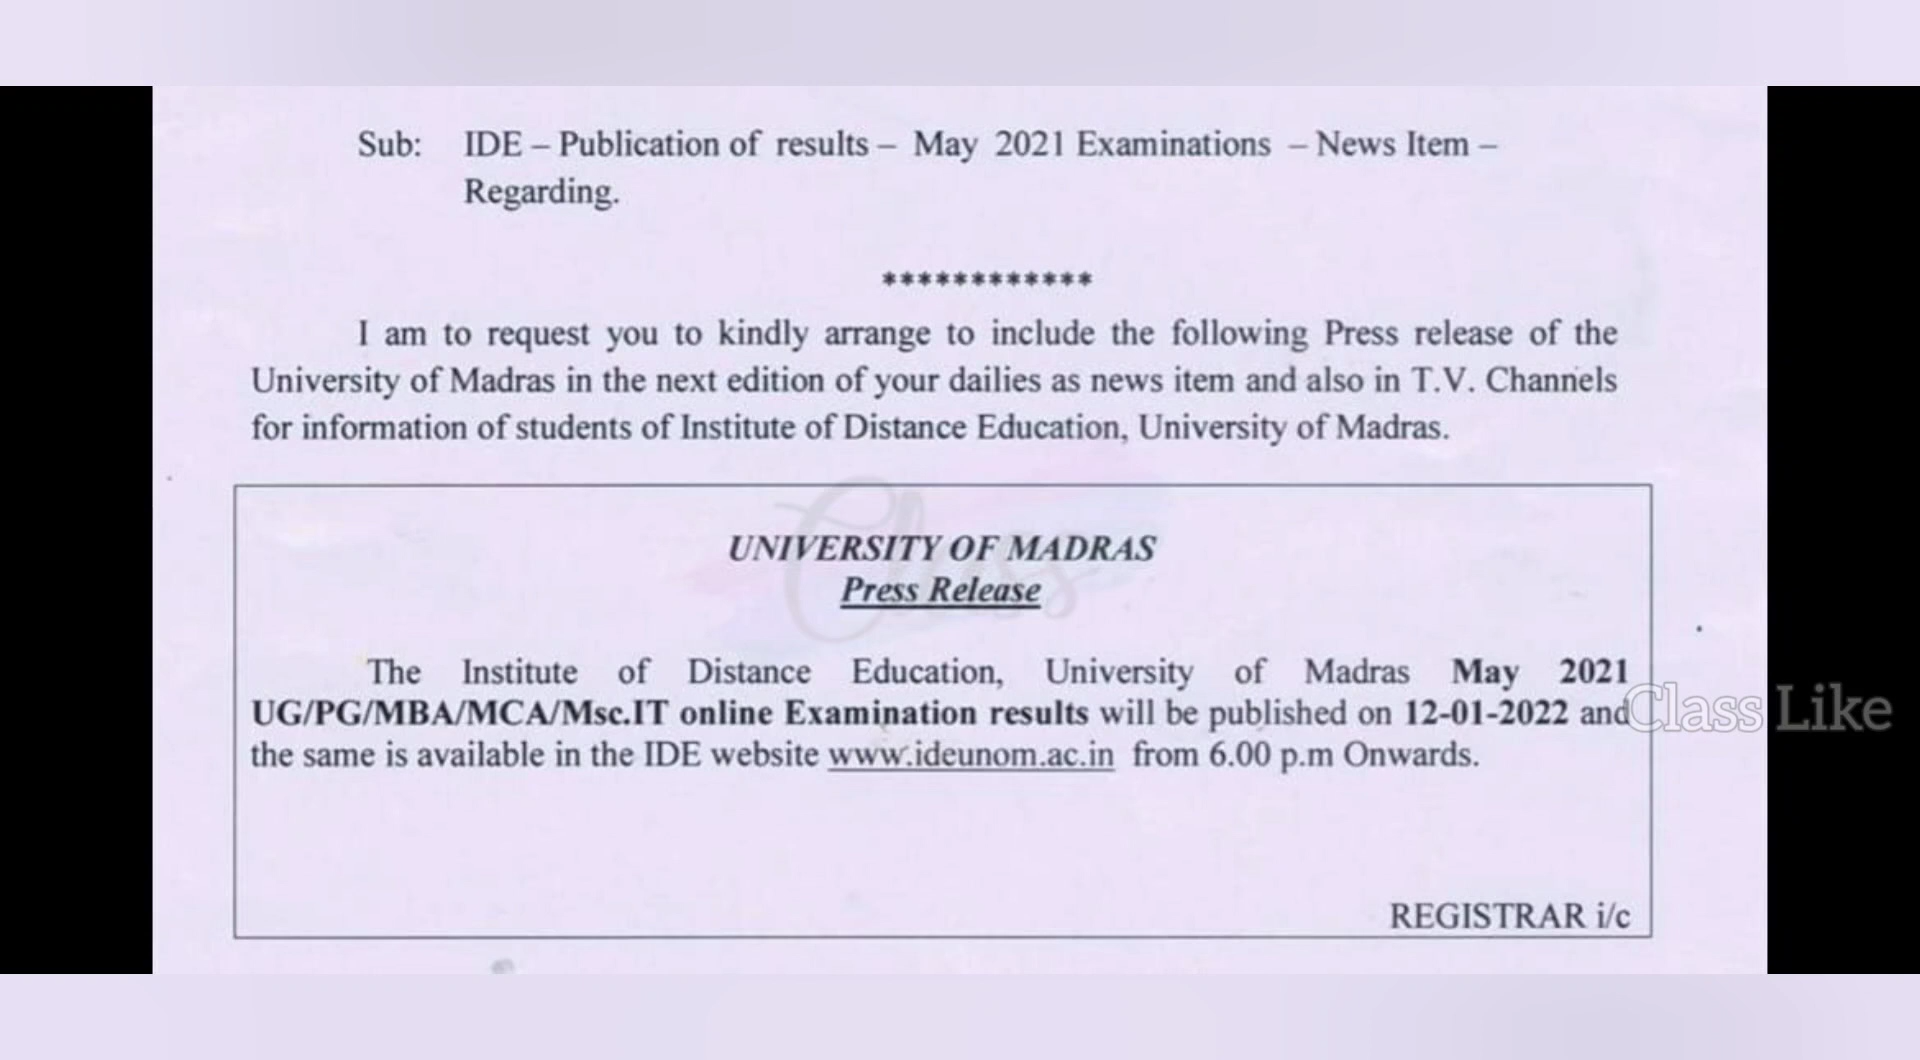 Sub: IDE – Publication of results – May 2021 Examinations – News Item –
Regarding.
************
I am to request you to kindly arrange to include the following Press release of the
University of Madras in the next edition of your dailies as news item and also in T.V. Channels
for information of students of Institute of Distance Education, University of Madras.
Class
UNIVERSITY OF MADRAS
Press Release
The Institute of Distance Education, University of Madras May 2021
UG/PG/MBA/MCA/Msc.IT online Examination results will be published on 12-01-2022 and
Class Like
the same is available in the IDE website www.ideunom.ac.in from 6.00 p.m Onwards.
REGISTRAR i/c